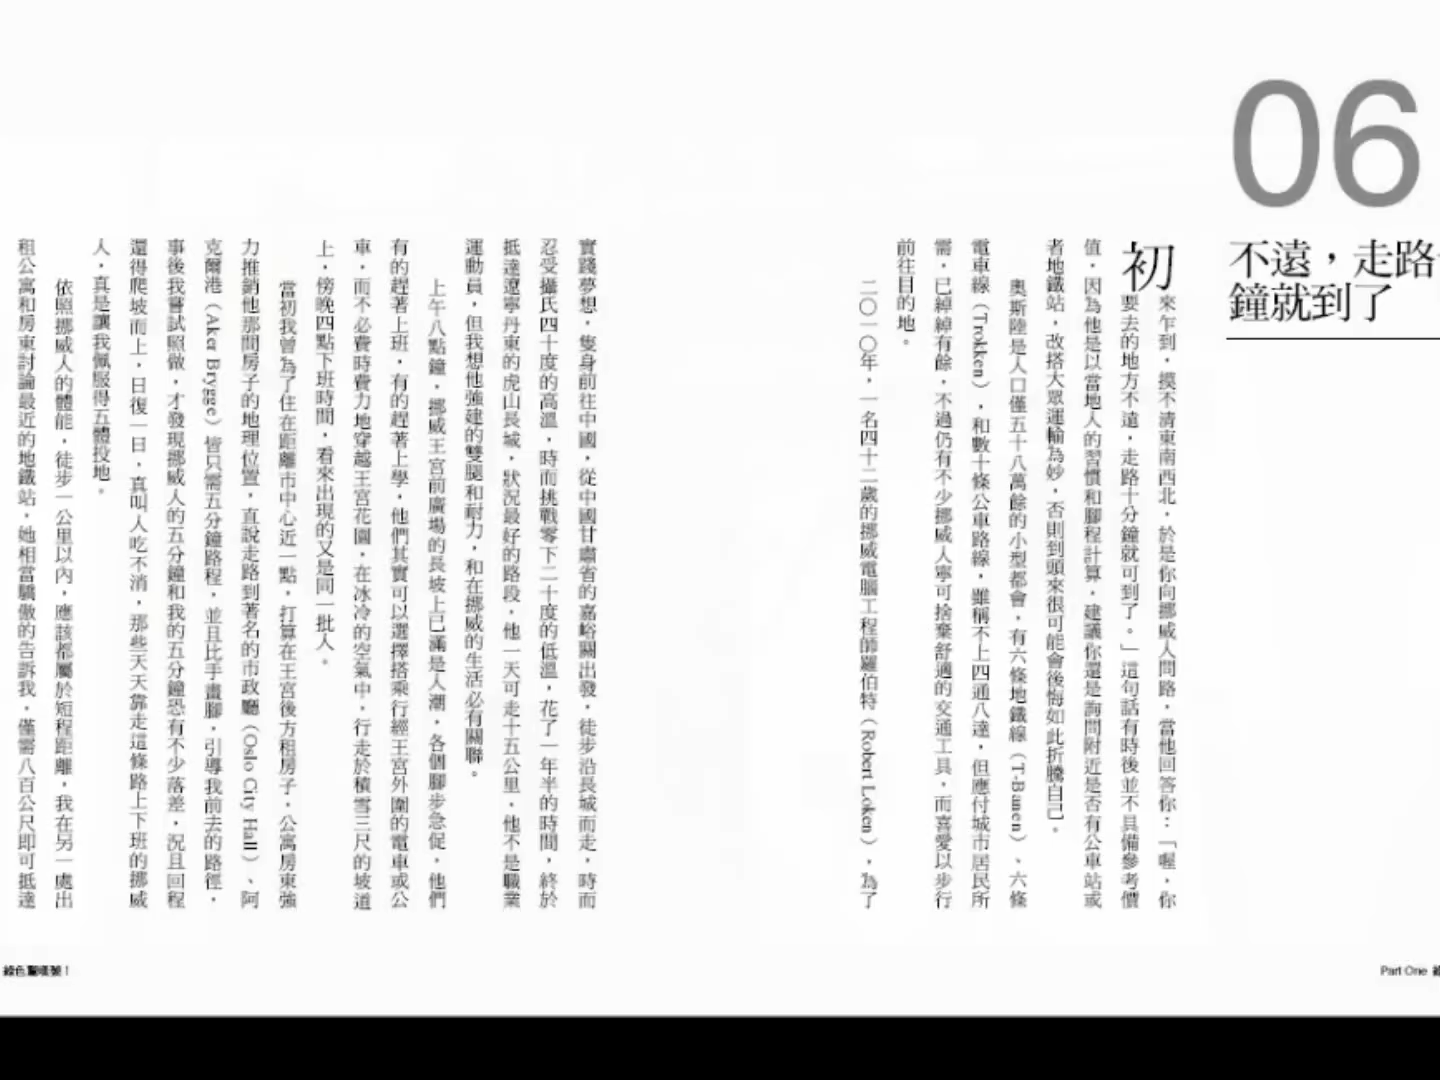 06
不遠，走路
鐘就到了
初
來乍到，摸不清東南西北，於是你向挪威人問路，當他回答你：「喔，你
要去的地方不遠，走路十分鐘就可到了。」這句話有時後並不具備參考價
值，因為他是以當地人的習慣和腳程計算，建議你還是詢問附近是否有公車站或
者地鐵站，改搭大眾運輸為妙，否則到頭來很可能會後悔如此折騰自己。
奧斯陸是人口僅五十八萬餘的小型都會，有六條地鐵線（T-Banen）、六條
電車線（Trokken），和數十條公車路線，雖稱不上四通八達，但應付城市居民所
需，已綽綽有餘，不過仍有不少挪威人寧可捨棄舒適的交通工具，而喜愛以步行
前往目的地。
二〇一〇年，一名四十二歲的挪威電腦工程師羅伯特（Robert Loken），為了
實踐夢想，隻身前往中國，從中國甘肅省的嘉峪關出發，徒步沿長城而走，時而
忍受攝氏四十度的高溫，時而挑戰零下二十度的低溫，花了一年半的時間，終於
抵達遼寧丹東的虎山長城，狀況最好的路段，他一天可走十五公里，他不是職業
運動員，但我想他強建的雙腿和耐力，和在挪威的生活必有關聯。
上午八點鐘，挪威王宮前廣場的長坡上已滿是人潮，各個腳步急促，他們
有的趕著上班，有的趕著上學，他們其實可以選擇搭乘行經王宮外圍的電車或公
車，而不必費時費力地穿越王宮花園，在冰冷的空氣中，行走於積雪三尺的坡道
上，傍晚四點下班時間，看來出現的又是同一批人。
當初我曾為了住在距離市中心近一點，打算在王宮後方租房子，公寓房東強
力推銷他那間房子的地理位置，直說走路到著名的市政廳（Oslo City Hall）、阿
克爾港（Aker Brygge）皆只需五分鐘路程，並且比手畫腳，引導我前去的路徑，
事後我嘗試照做，才發現挪威人的五分鐘和我的五分鐘恐有不少落差，況且回程
還得爬坡而上，日復一日，真叫人吃不消，那些天天靠走這條路上下班的挪威
人，真是讓我佩服得五體投地。
依照挪威人的體能，徒步一公里以內，應該都屬於短程距離，我在另一處出
租公寓和房東討論最近的地鐵站，她相當驕傲的告訴我，僅需八百公尺即可抵達
Part One 綠
綠色驚嘆號！